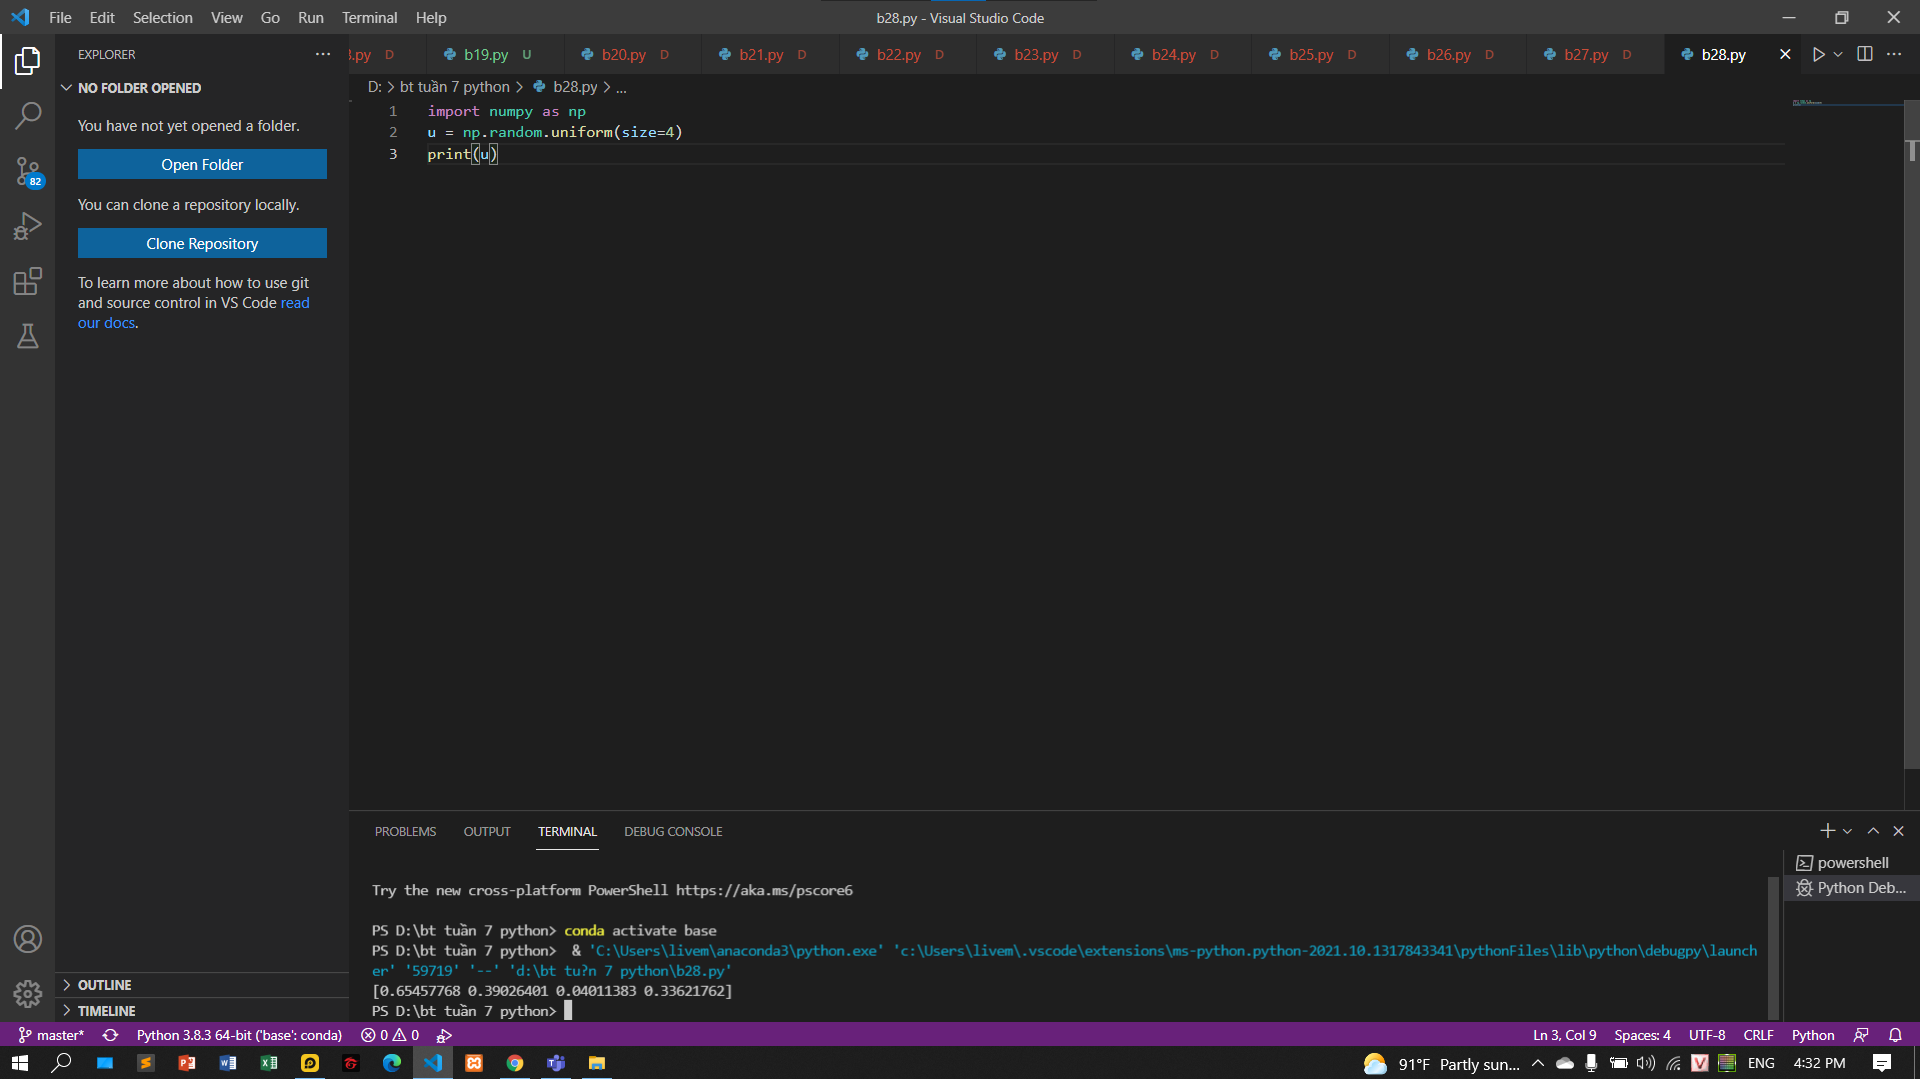 File Edit Selection View Go Run Terminal Help
b28.py - Visual Studio Code
EXPLORER
3.py D
b19.py U
b20.py D
b21.py D
b22.py D
b23.py D
b24.py D
b25.py D
b26.py D
b27.py D
b28.py
NO FOLDER OPENED
D: > bt tuần 7 python > b28.py > ...
You have not yet opened a folder.
Open Folder
You can clone a repository locally.
Clone Repository
To learn more about how to use git
and source control in VS Code read
our docs.
82
1 import numpy as np
2 u = np.random.uniform(size=4)
3 print(u)
PROBLEMS OUTPUT TERMINAL DEBUG CONSOLE
powershell
Python Deb...
Try the new cross-platform PowerShell https://aka.ms/pscore6
PS D:\bt tuần 7 python> conda activate base
PS D:\bt tuần 7 python>  & 'C:\Users\livem\anaconda3\python.exe' 'c:\Users\livem\.vscode\extensions\ms-python.python-2021.10.1317843341\pythonFiles\lib\python\debugpy\launch
er' '59719' '--' 'd:\bt tu?n 7 python\b28.py'
[0.65457768 0.39026401 0.04011383 0.33621762]
PS D:\bt tuần 7 python>
OUTLINE
TIMELINE
master* Python 3.8.3 64-bit ('base': conda) 0 0
Ln 3, Col 9 Spaces: 4 UTF-8 CRLF Python
91°F Partly sun... ENG 4:32 PM